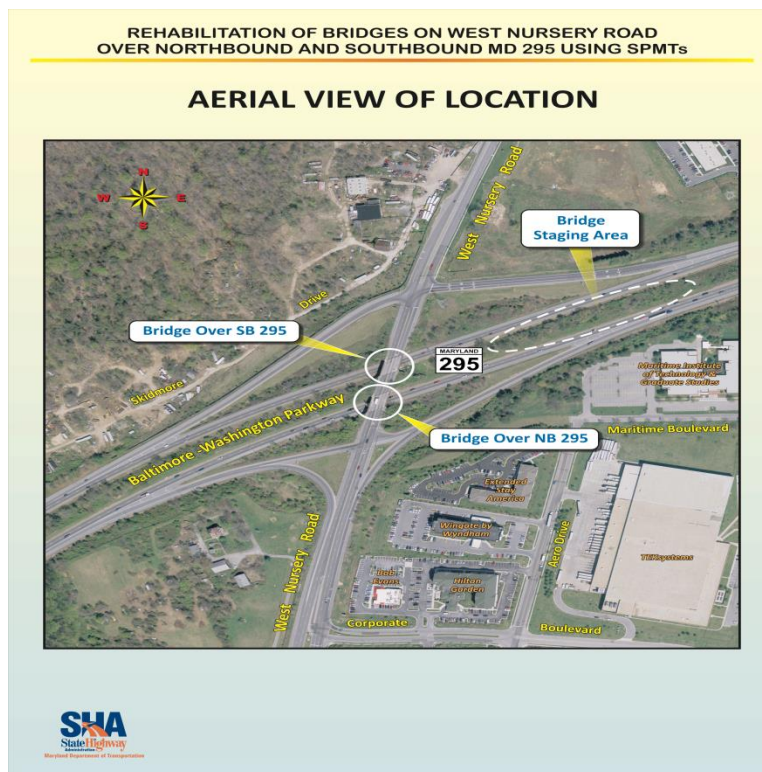 REHABILITATION OF BRIDGES ON WEST NURSERY ROAD
OVER NORTHBOUND AND SOUTHBOUND MD 295 USING SPMTs
AERIAL VIEW OF LOCATION
N
W
E
S
West Nursery Road
Bridge
Staging Area
Drive
Bridge Over SB 295
MARYLAND
295
Skidmore
Maritime Institute
of Technology &
Graduate Studies
Baltimore -Washington Parkway
Bridge Over NB 295
Maritime Boulevard
Extended
Stay
America
Wingate by
Wyndham
Aero Drive
TEKsystems
West Nursery Road
Bob
Evans
Hilton
Garden
Corporate
Boulevard
SHA
StateHighway
Administration
Maryland Department of Transportation